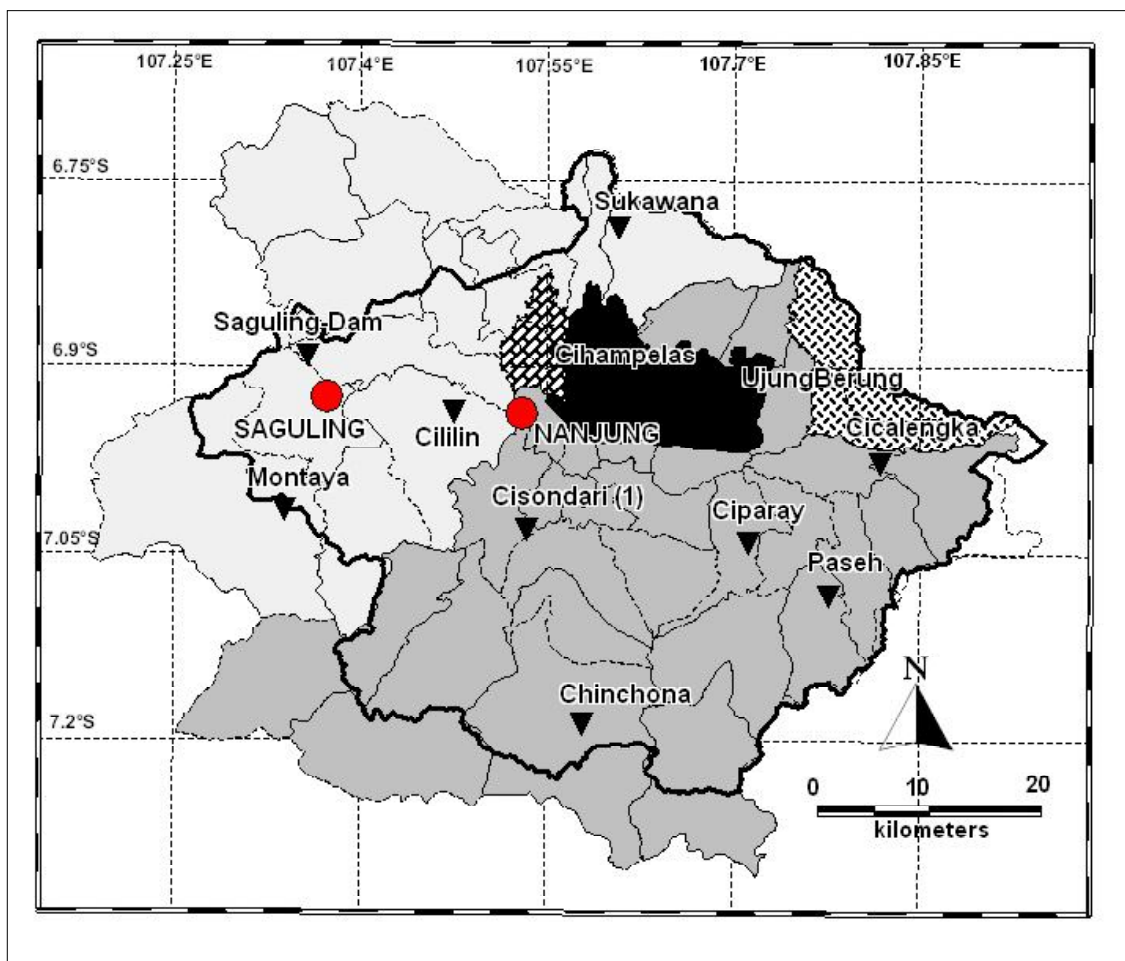 107.25°E 107.4°E 107.55°E 107.7°E 107.85°E
6.75°S
Sukawana
Saguling Dam
6.9°S
Cihampelas
UjungBerung
SAGULING
Cililin
NANJUNG
Cicalengka
Montaya
Cisondari (1)
Ciparay
7.05°S
Paseh
N
Chinchona
7.2°S
0 10 20
kilometers